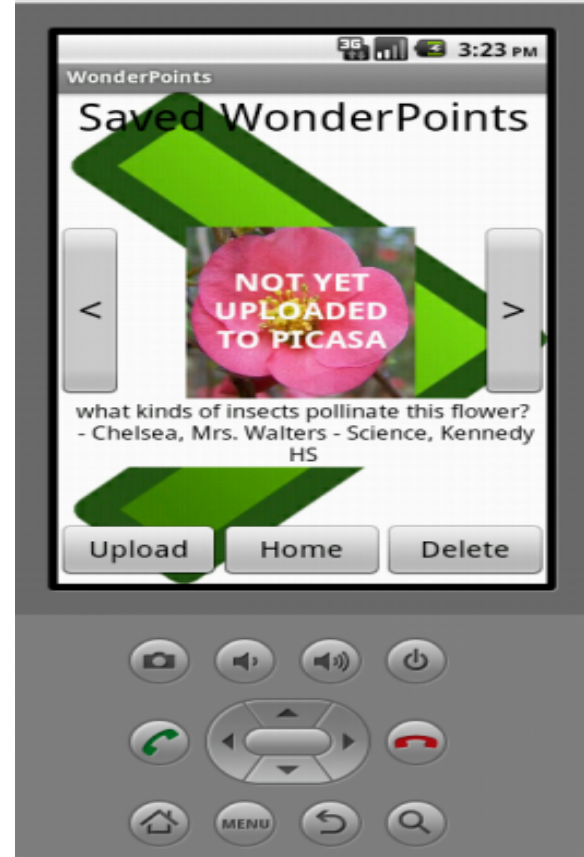 3G 3:23 PM
WonderPoints
Saved WonderPoints
NOT YET
UPLOADED
TO PICASA
<
>
what kinds of insects pollinate this flower?
- Chelsea, Mrs. Walters - Science, Kennedy
HS
Upload Home Delete
MENU